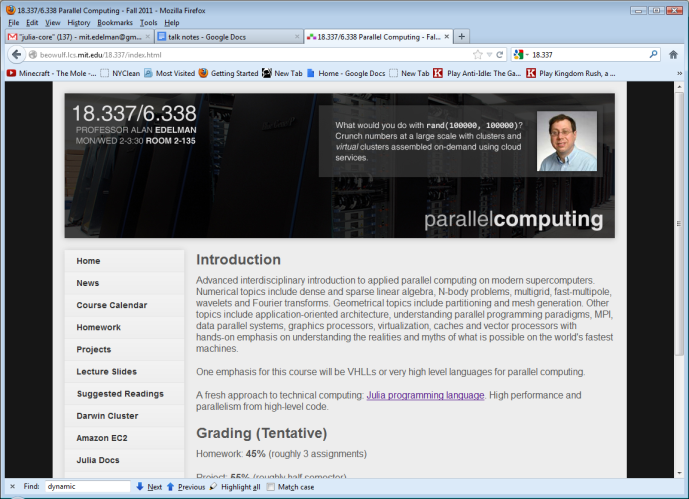 18.337/6.338 Parallel Computing - Fall 2011 - Mozilla Firefox
File Edit View History Bookmarks Tools Help
"julia-core" (137) - mit.edelman@gm...
talk notes - Google Docs
18.337/6.338 Parallel Computing - Fal...
beowulf.lcs.mit.edu/18.337/index.html
18.337
Minecraft - The Mole -... NYClean Most Visited Getting Started New Tab Home - Google Docs New Tab Play Anti-Idle: The Ga... Play Kingdom Rush, a ...
18.337/6.338
PROFESSOR ALAN EDELMAN
MON/WED 2-3:30 ROOM 2-135
What would you do with rand(100000, 100000)?
Crunch numbers at a large scale with clusters and
virtual clusters assembled on-demand using cloud
services.
parallelcomputing
Home
News
Course Calendar
Homework
Projects
Lecture Slides
Suggested Readings
Darwin Cluster
Amazon EC2
Julia Docs
Introduction
Advanced interdisciplinary introduction to applied parallel computing on modern supercomputers.
Numerical topics include dense and sparse linear algebra, N-body problems, multigrid, fast-multipole,
wavelets and Fourier transforms. Geometrical topics include partitioning and mesh generation. Other
topics include application-oriented architecture, understanding parallel programming paradigms, MPI,
data parallel systems, graphics processors, virtualization, caches and vector processors with
hands-on emphasis on understanding the realities and myths of what is possible on the world's fastest
machines.
One emphasis for this course will be VHLLs or very high level languages for parallel computing.
A fresh approach to technical computing: Julia programming language. High performance and
parallelism from high-level code.
Grading (Tentative)
Homework: 45% (roughly 3 assignments)
Project: 55% (roughly half semester)
Find: dynamic Next Previous Highlight all Match case